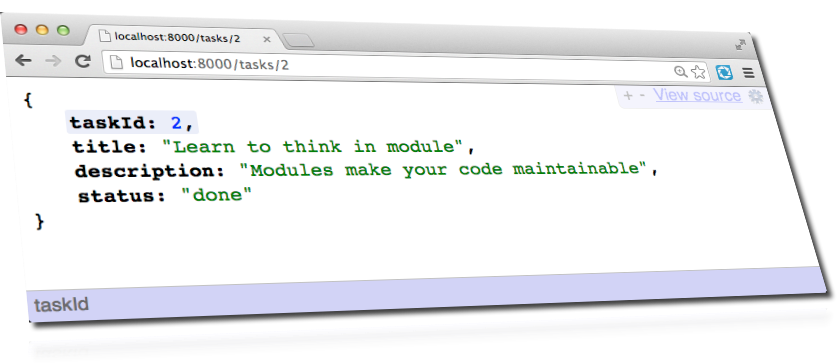 localhost:8000/tasks/2
localhost:8000/tasks/2
+ - View source
{
taskId: 2,
title: "Learn to think in module",
description: "Modules make your code maintainable",
status: "done"
}
taskId